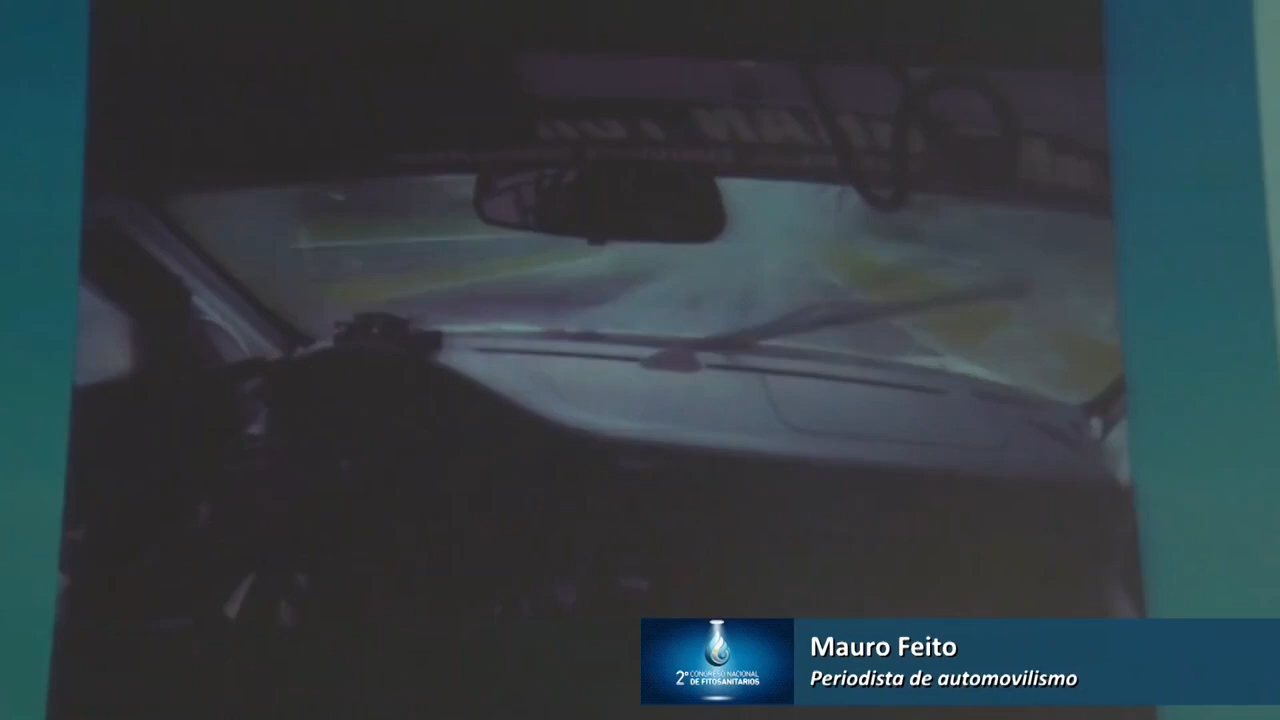 Mauro Feito
Periodista de automovilismo
2º CONGRESO NACIONAL
DE FITOSANITARIOS